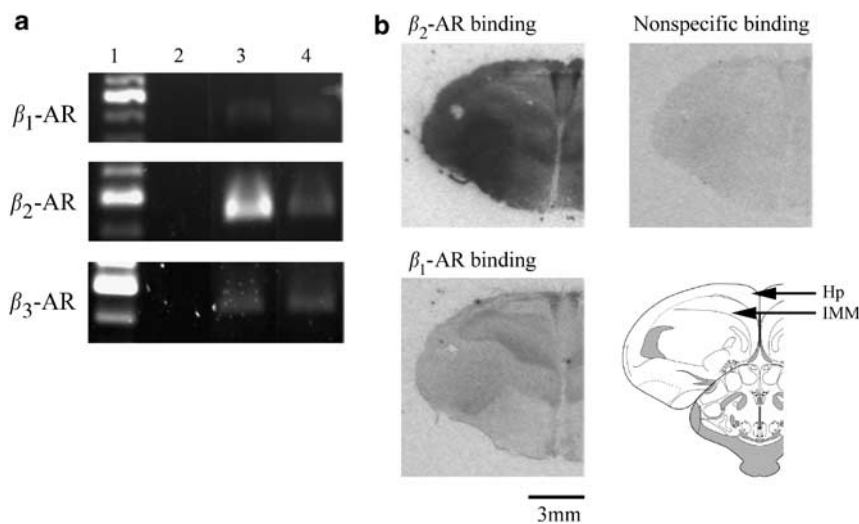 a
1 2 3 4
β₁-AR
β₂-AR
β₃-AR
b
β₂-AR binding
Nonspecific binding
β₁-AR binding
Hp
IMM
3mm